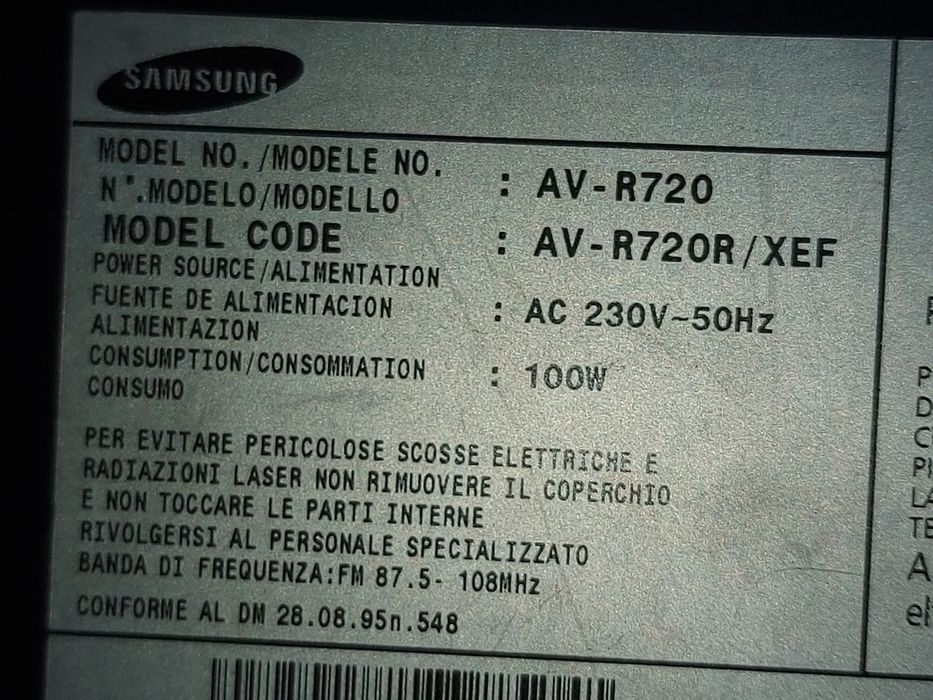 SAMSUNG
MODEL NO./MODELE NO.
N°.MODELO/MODELLO : AV-R720
MODEL CODE : AV-R720R/XEF
POWER SOURCE/ALIMENTATION
FUENTE DE ALIMENTACION : AC 230V~50Hz
ALIMENTAZION
CONSUMPTION/CONSOMMATION : 100W
CONSUMO
PER EVITARE PERICOLOSE SCOSSE ELETTRICHE E
RADIAZIONI LASER NON RIMUOVERE IL COPERCHIO
E NON TOCCARE LE PARTI INTERNE
RIVOLGERSI AL PERSONALE SPECIALIZZATO
BANDA DI FREQUENZA:FM 87.5- 108MHz
CONFORME AL DM 28.08.95n.548